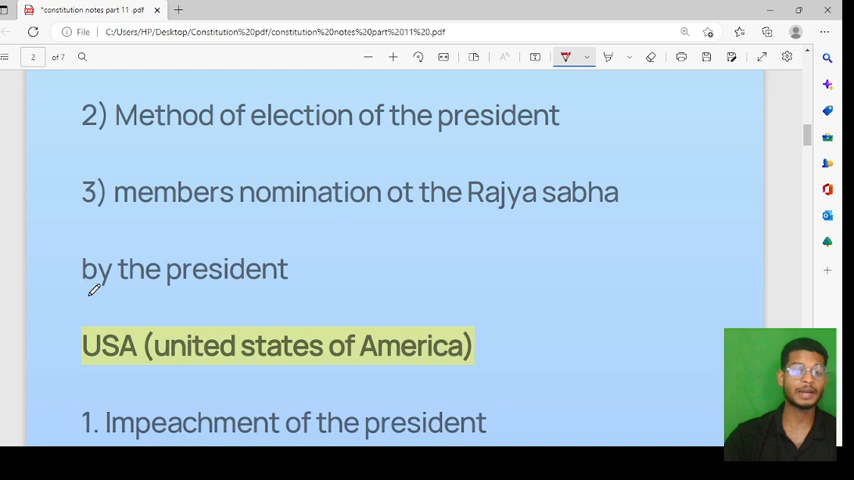 *constitution notes part 11 .pdf
File
C:/Users/HP/Desktop/Constitution%20pdf/constitution%20notes%20part%2011%20.pdf
2 of 7
2) Method of election of the president
3) members nomination ot the Rajya sabha
by the president
USA (united states of America)
1. Impeachment of the president